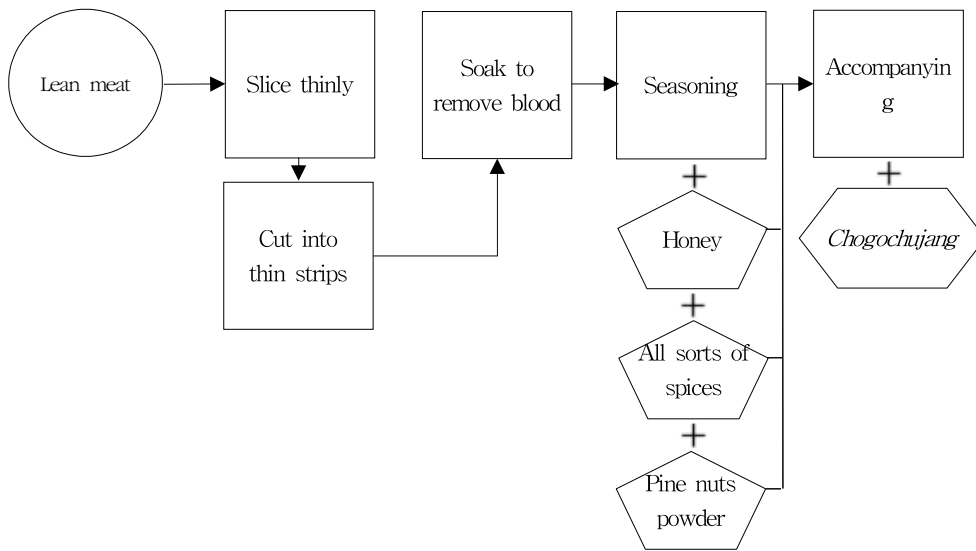 Lean meat
Slice thinly
Cut into
thin strips
Soak to
remove blood
Seasoning
+
Honey
+
All sorts of
spices
+
Pine nuts
powder
Accompanyin
g
+
Chogochujang